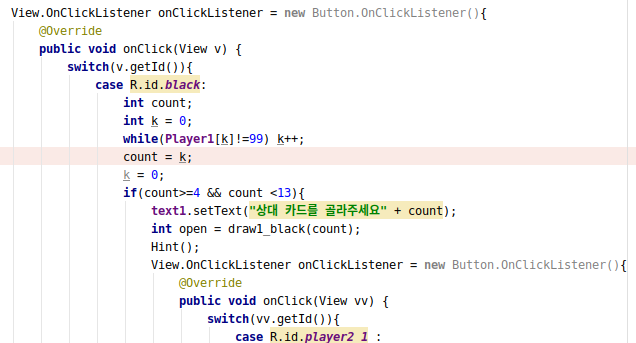 View.OnClickListener onClickListener = new Button.OnClickListener(){
@Override
public void onClick(View v) {
switch(v.getId()){
case R.id.black:
int count;
int k = 0;
while(Player1[k]!=99) k++;
count = k;
k = 0;
if(count>=4 && count <13){
text1.setText("상대 카드를 골라주세요" + count);
int open = draw1_black(count);
Hint();
View.OnClickListener onClickListener = new Button.OnClickListener(){
@Override
public void onClick(View vv) {
switch(vv.getId()){
case R.id.player2_1 :